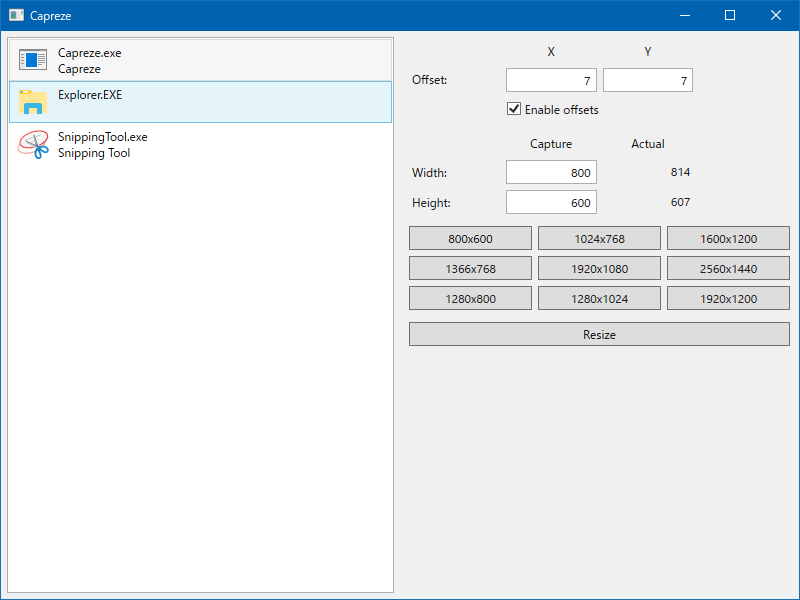 Capreze
Capreze.exe
Capreze
Explorer.EXE
SnippingTool.exe
Snipping Tool
X Y
Offset: 7 7
Enable offsets
Capture Actual
Width: 800 814
Height: 600 607
800x600 1024x768 1600x1200
1366x768 1920x1080 2560x1440
1280x800 1280x1024 1920x1200
Resize